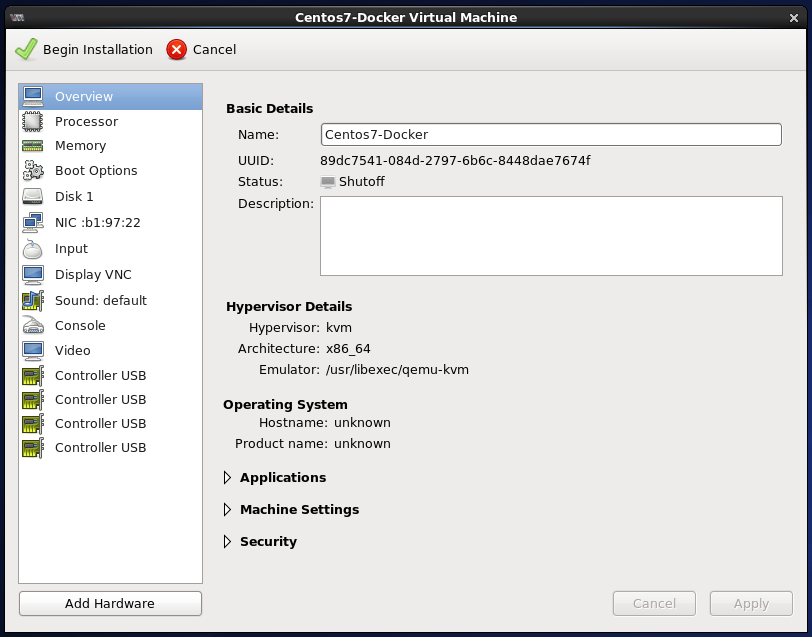 Centos7-Docker Virtual Machine
Begin Installation Cancel
Overview
Processor
Memory
Boot Options
Disk 1
NIC :b1:97:22
Input
Display VNC
Sound: default
Console
Video
Controller USB
Controller USB
Controller USB
Controller USB
Add Hardware
Basic Details
Name: Centos7-Docker
UUID: 89dc7541-084d-2797-6b6c-8448dae7674f
Status: Shutoff
Description:
Hypervisor Details
Hypervisor: kvm
Architecture: x86_64
Emulator: /usr/libexec/qemu-kvm
Operating System
Hostname: unknown
Product name: unknown
Applications
Machine Settings
Security
Cancel Apply